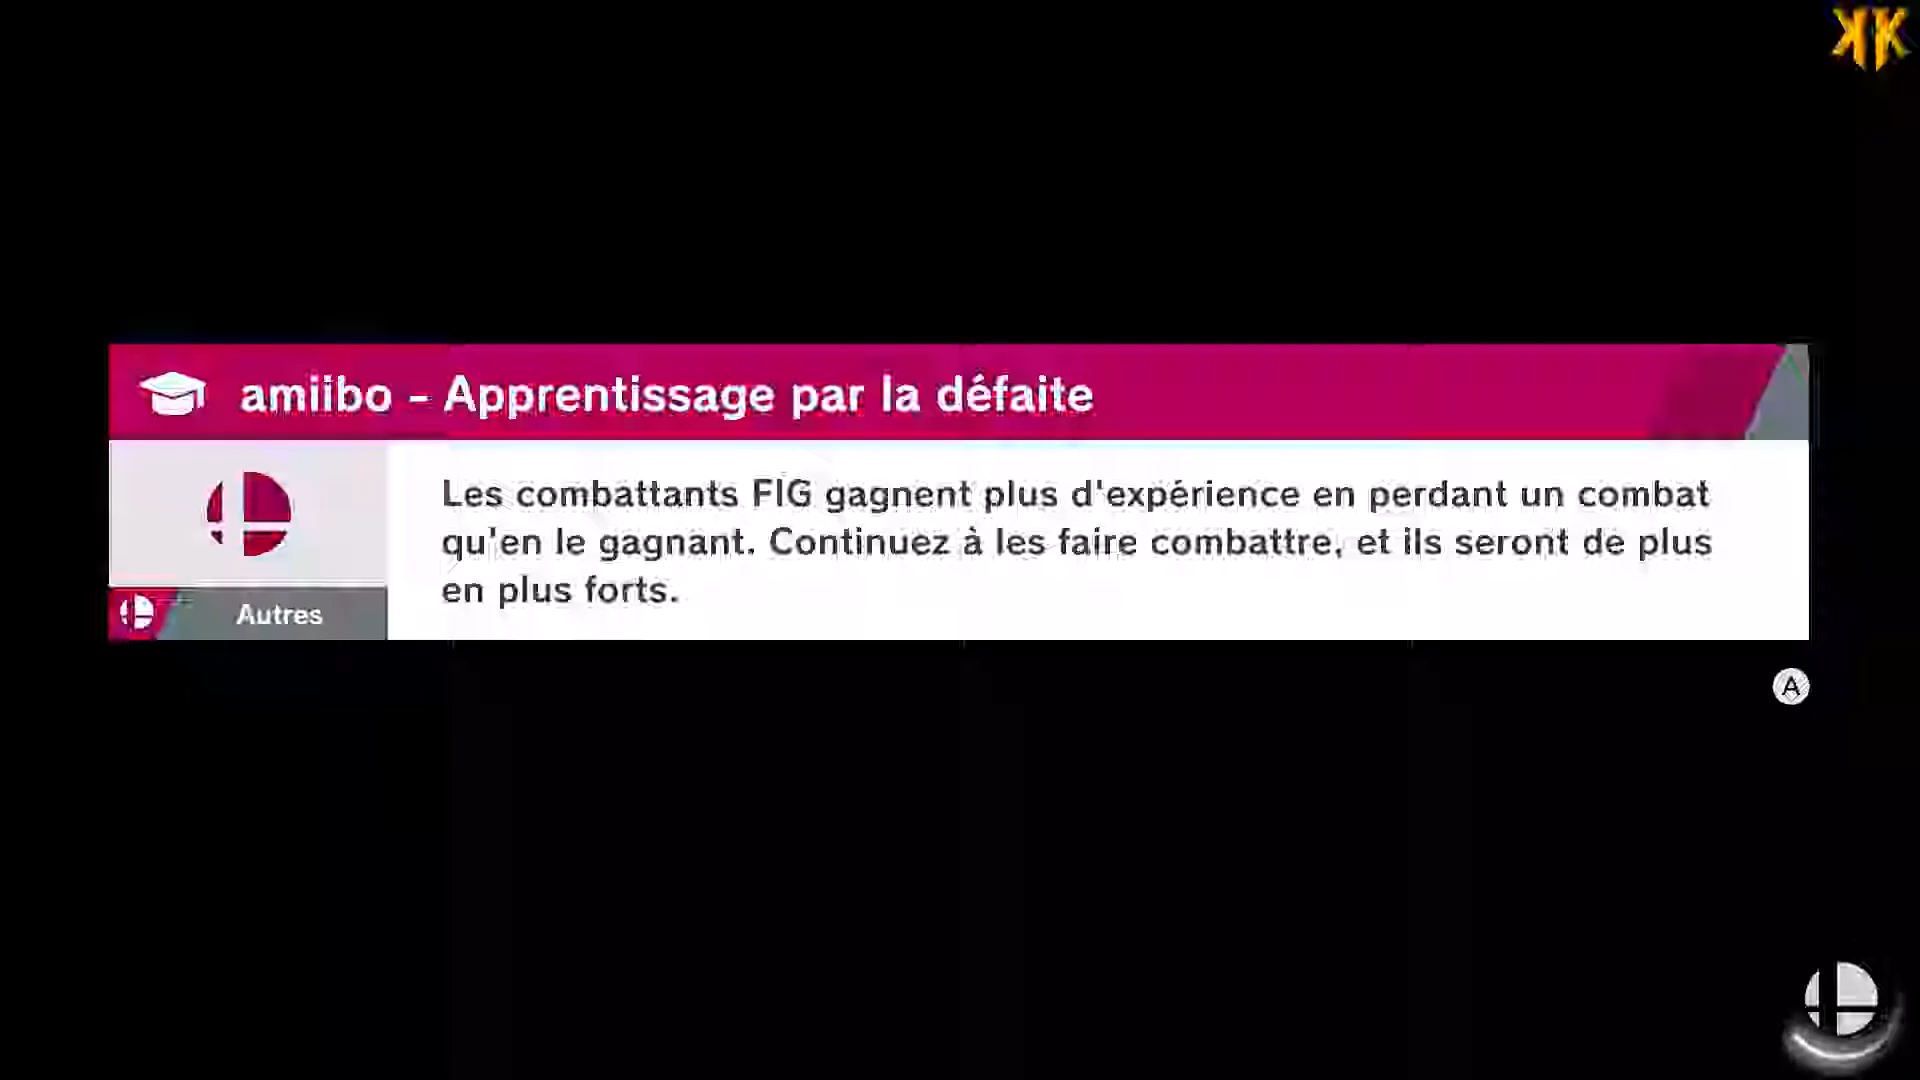 KK
amiibo - Apprentissage par la défaite
Les combattants FIG gagnent plus d'expérience en perdant un combat
qu'en le gagnant. Continuez à les faire combattre, et ils seront de plus
en plus forts.
Autres
A